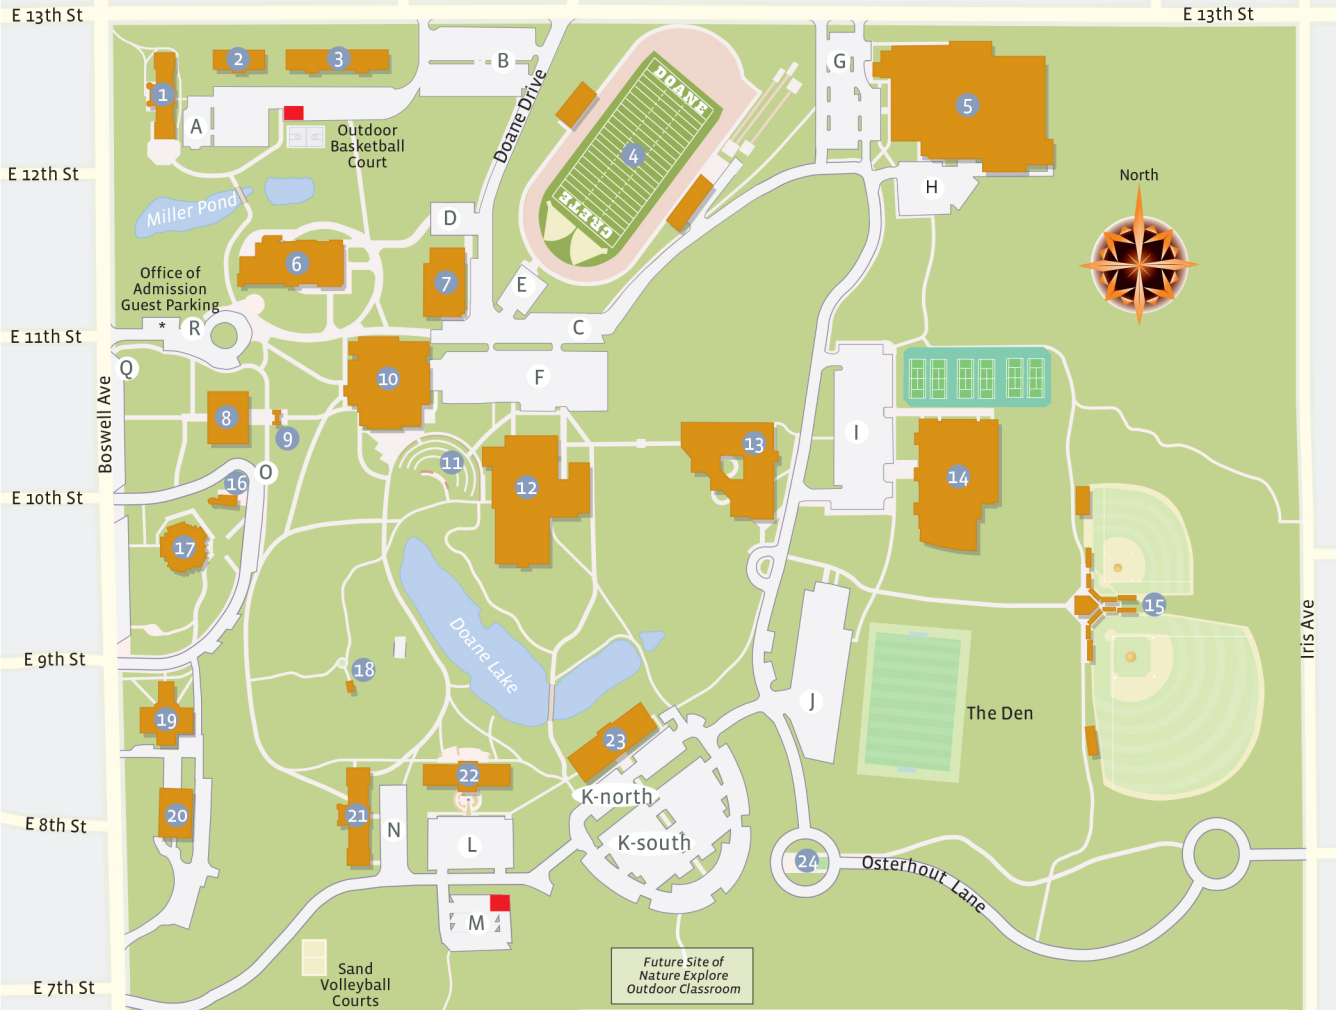 E 13th St
E 13th St
B
G
2
3
1
5
A
Doane Drive
DOANE
4
CRETE
Outdoor
Basketball
Court
E 12th St
North
H
Miller Pond
D
6
7
E
Office of
Admission
Guest Parking
*
R
C
E 11th St
Q
10
F
Boswell Ave
8
9
I
13
11
O
16
14
12
E 10th St
17
15
Iris Ave
Doane Lake
E 9th St
18
J
The Den
19
23
22
K-north
20
21
N
L
K-south
E 8th St
24
Osterhout Lane
M
Future Site of
Nature Explore
Outdoor Classroom
Sand
Volleyball
Courts
E 7th St